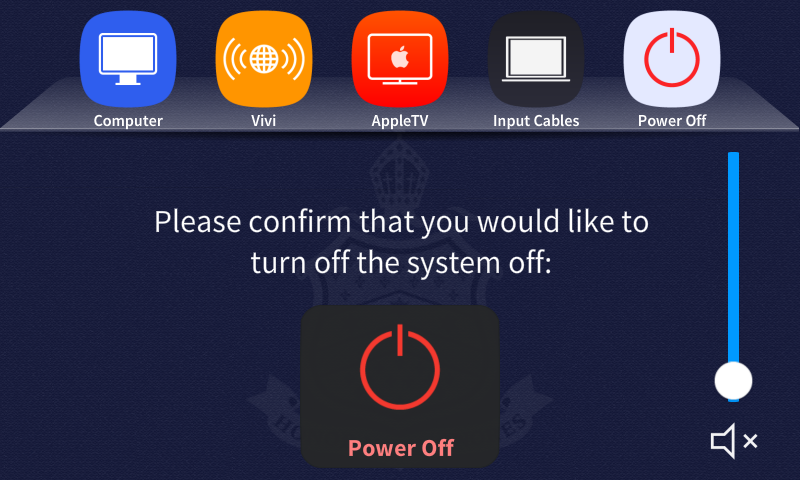 Computer
Vivi
AppleTV
Input Cables
Power Off
Please confirm that you would like to
turn off the system off:
Power Off